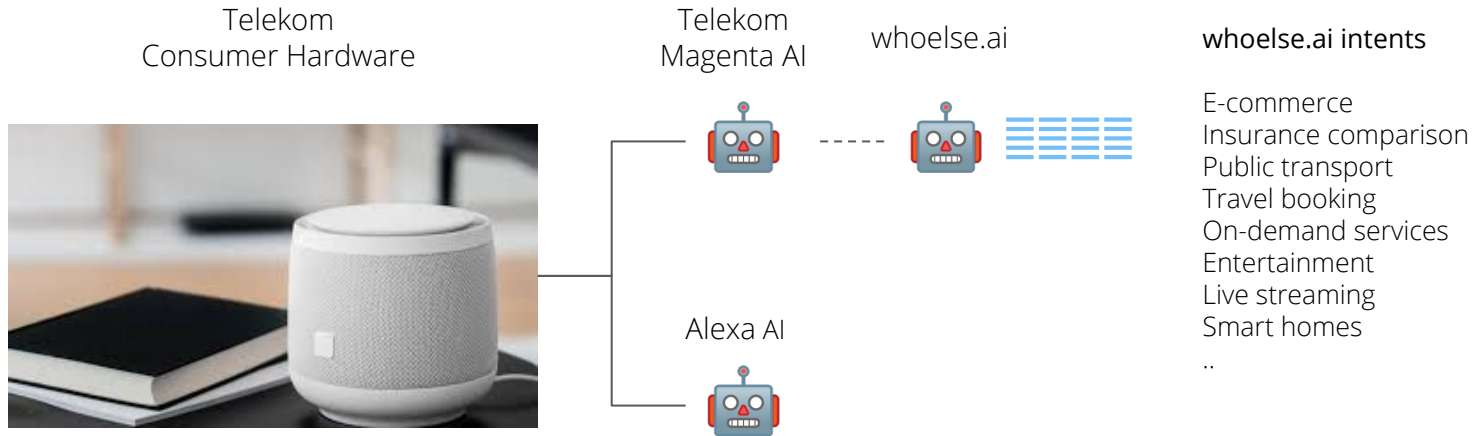 Telekom
Consumer Hardware
Telekom
Magenta AI
whoelse.ai
whoelse.ai intents
E-commerce
Insurance comparison
Public transport
Travel booking
On-demand services
Entertainment
Live streaming
Smart homes
..
Alexa AI